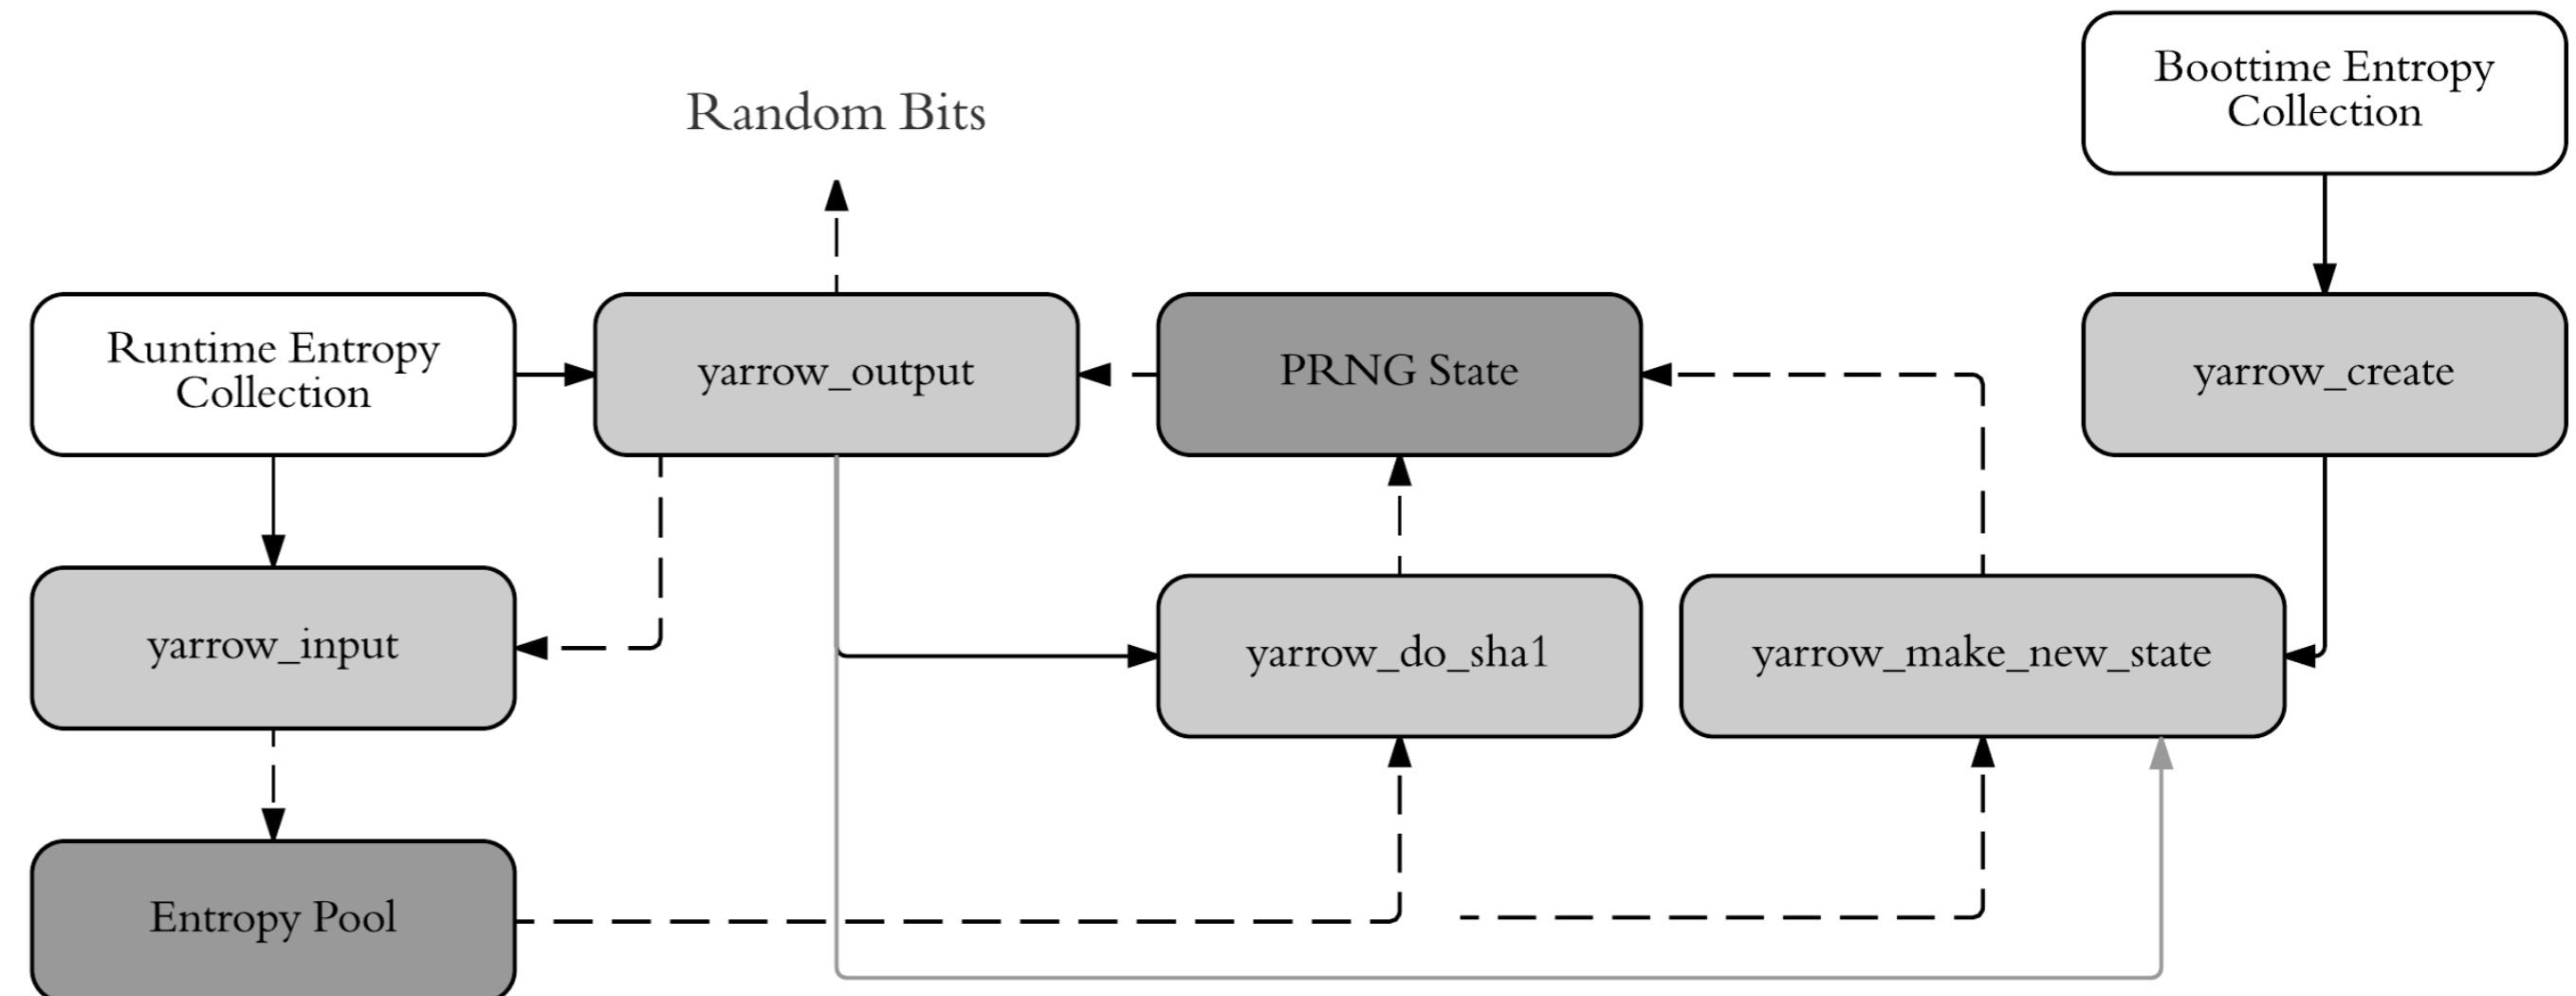 Boottime Entropy
Collection
Random Bits
Runtime Entropy
Collection
yarrow_output
PRNG State
yarrow_create
yarrow_input
yarrow_do_sha1
yarrow_make_new_state
Entropy Pool